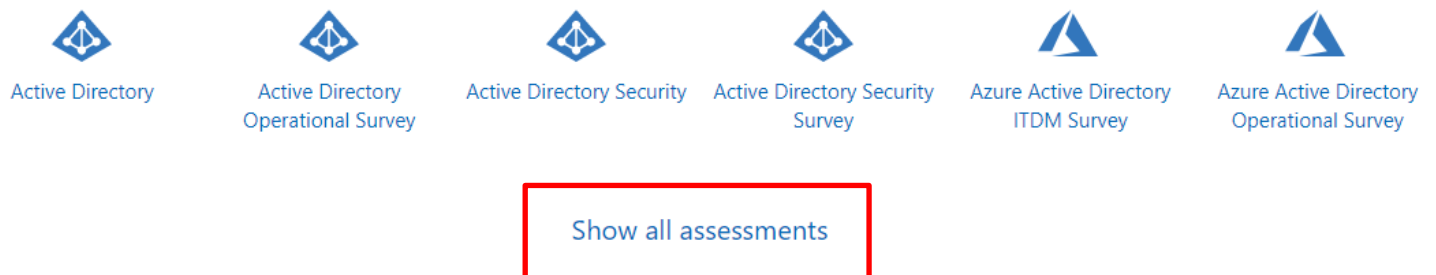 Active Directory
Active Directory
Operational Survey
Active Directory Security
Active Directory Security
Survey
Azure Active Directory
ITDM Survey
Azure Active Directory
Operational Survey
Show all assessments